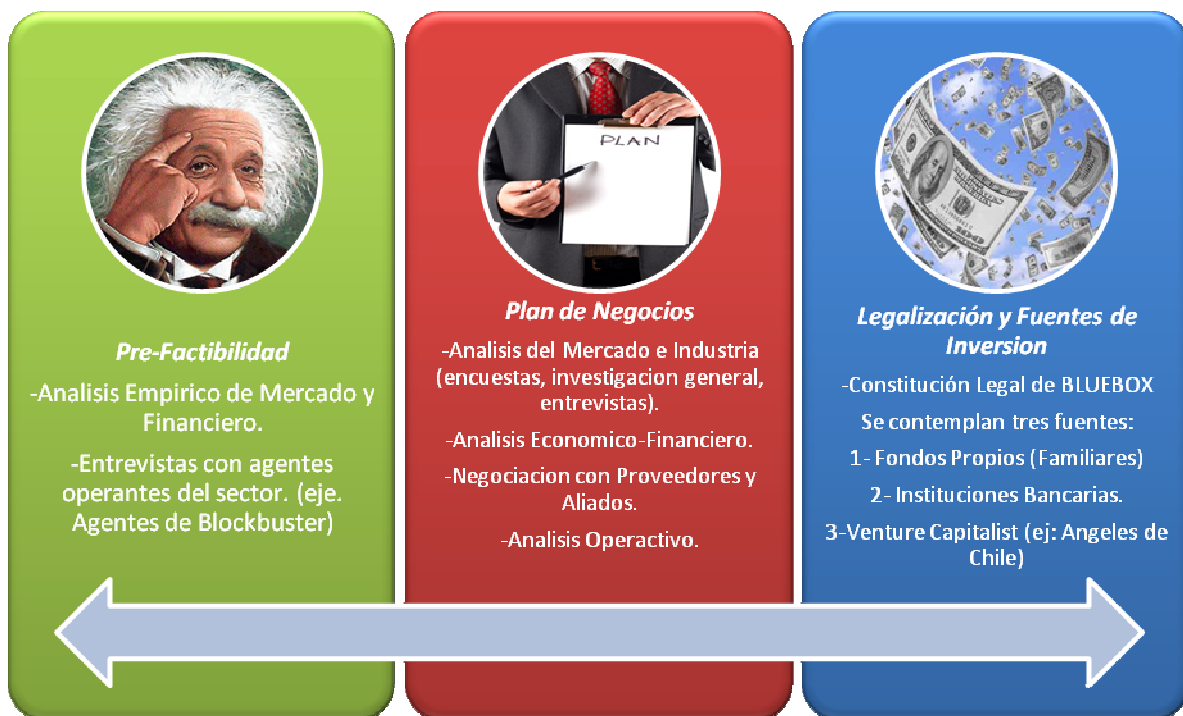 Pre-Factibilidad
-Analisis Empirico de Mercado y
Financiero.
-Entrevistas con agentes
operantes del sector. (eje.
Agentes de Blockbuster)
PLAN
Plan de Negocios
-Analisis del Mercado e Industria
(encuestas, investigacion general,
entrevistas).
-Analisis Economico-Financiero.
-Negociacion con Proveedores y
Aliados.
-Analisis Operactivo.
Legalización y Fuentes de
Inversion
-Constitución Legal de BLUEBOX
Se contemplan tres fuentes:
1- Fondos Propios (Familiares)
2- Instituciones Bancarias.
3-Venture Capitalist (ej: Angeles de
Chile)